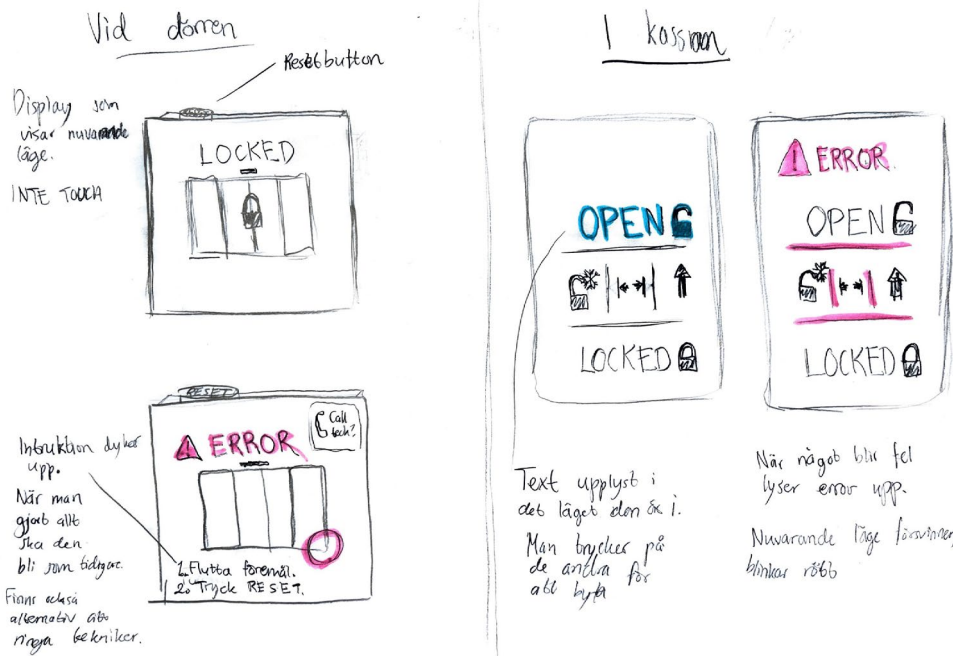 Vid dörren
Resetbutton
Display som
visar nuvarande
läge.
INTE TOUCH
LOCKED
RESET
ERROR
Call
tech?
Intruktion dyker
upp.
När man
gjort allt
ska den
bli som tidigare.
Finns också
alternativ att
ringa tekniker.
1. Flytta föremål.
2. Tryck RESET.
I kassan
OPEN
LOCKED
ERROR
OPEN
LOCKED
Text upplyst i
det läget den är i.
Man trycker på
de andra för
att byta
När något blir fel
lyser error upp.
Nuvarande läge försvinner,
blinkar rött